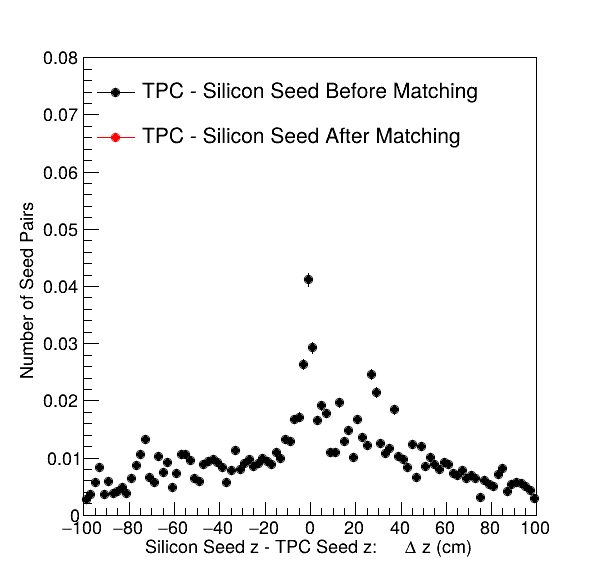 0.08
TPC - Silicon Seed Before Matching
0.07
TPC - Silicon Seed After Matching
0.06
0.05
0.04
0.03
0.02
0.01
0
Number of Seed Pairs
−100 −80 −60 −40 −20 0 20 40 60 80 100
Silicon Seed z - TPC Seed z: Δ z (cm)